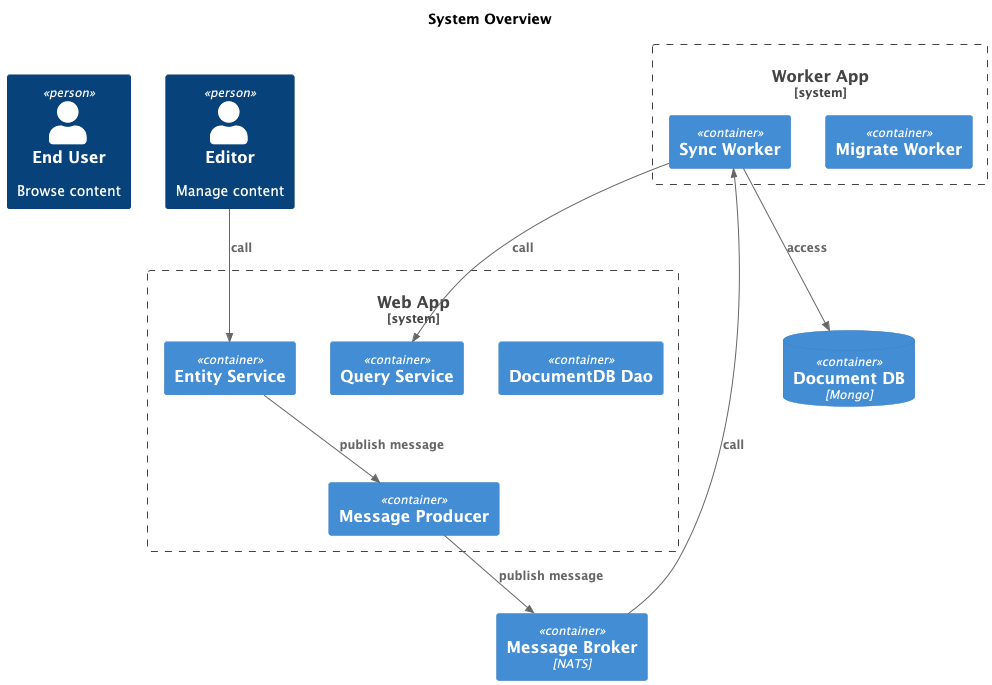 System Overview
«person»
End User
Browse content
«person»
Editor
Manage content
Worker App
[system]
«container»
Sync Worker
«container»
Migrate Worker
call
call
access
Web App
[system]
«container»
Entity Service
«container»
Query Service
«container»
DocumentDB Dao
«container»
Document DB
[Mongo]
publish message
call
«container»
Message Producer
publish message
«container»
Message Broker
[NATS]